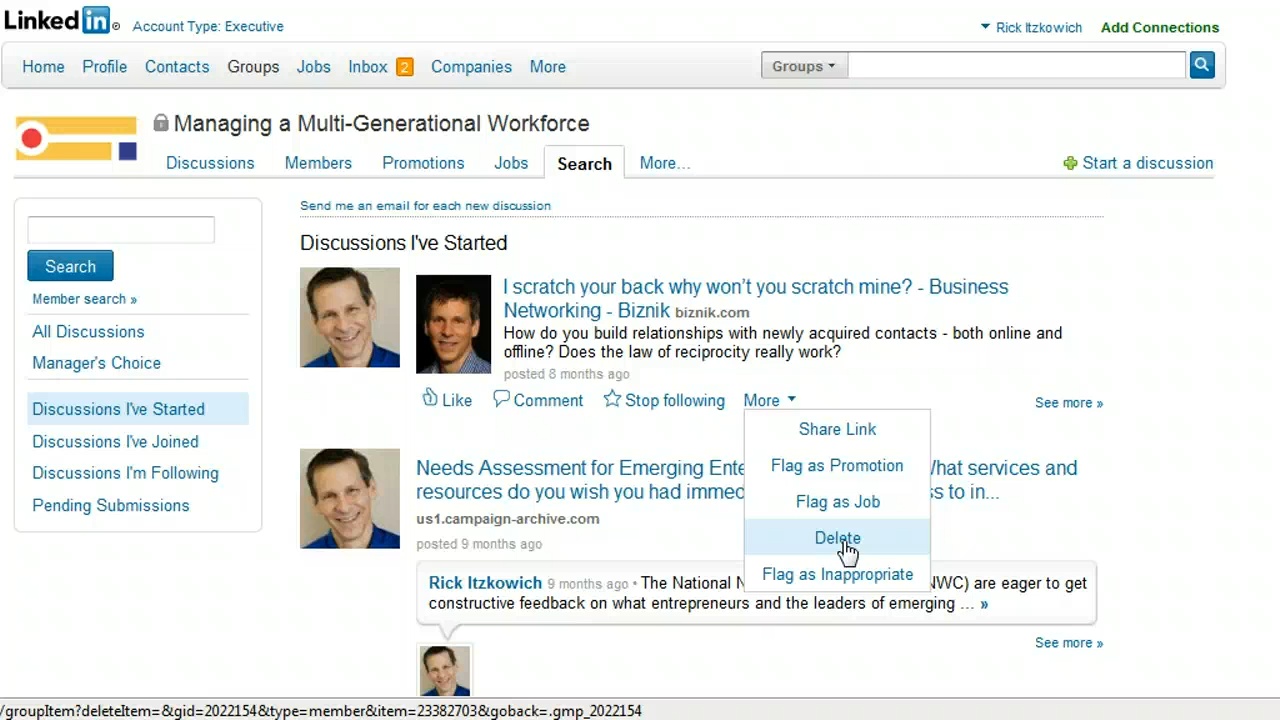 Linked in ® Account Type: Executive
Rick Itzkowich Add Connections
Home Profile Contacts Groups Jobs Inbox 2 Companies More
Groups
Managing a Multi-Generational Workforce
Discussions Members Promotions Jobs Search More...
Start a discussion
Send me an email for each new discussion
Search
Member search »
All Discussions
Manager's Choice
Discussions I've Started
Discussions I've Joined
Discussions I'm Following
Pending Submissions
Discussions I've Started
I scratch your back why won't you scratch mine? - Business
Networking - Biznik biznik.com
How do you build relationships with newly acquired contacts - both online and
offline? Does the law of reciprocity really work?
posted 8 months ago
Like Comment Stop following More
See more »
Share Link
Flag as Promotion
Flag as Job
Delete
Flag as Inappropriate
Needs Assessment for Emerging What services and
resources do you wish you had to in...
us1.campaign-archive.com
posted 9 months ago
Rick Itzkowich 9 months ago • The National are eager to get
constructive feedback on what entrepreneurs and the leaders of emerging ... »
See more »
/groupItem?deleteItem=&gid=2022154&type=member&item=23382703&goback=.gmp_2022154